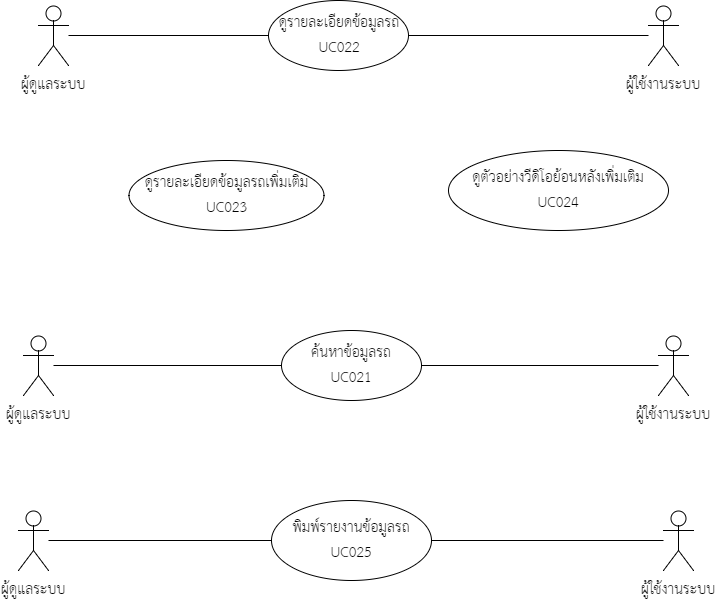 ดูรายละเอียดข้อมูลรถ
UC022
ผู้ดูแลระบบ
ผู้ใช้งานระบบ
ดูรายละเอียดข้อมูลรถเพิ่มเติม
UC023
ดูตัวอย่างวีดิโอย้อนหลังเพิ่มเติม
UC024
ค้นหาข้อมูลรถ
UC021
ผู้ดูแลระบบ
ผู้ใช้งานระบบ
พิมพ์รายงานข้อมูลรถ
UC025
ผู้ดูแลระบบ
ผู้ใช้งานระบบ